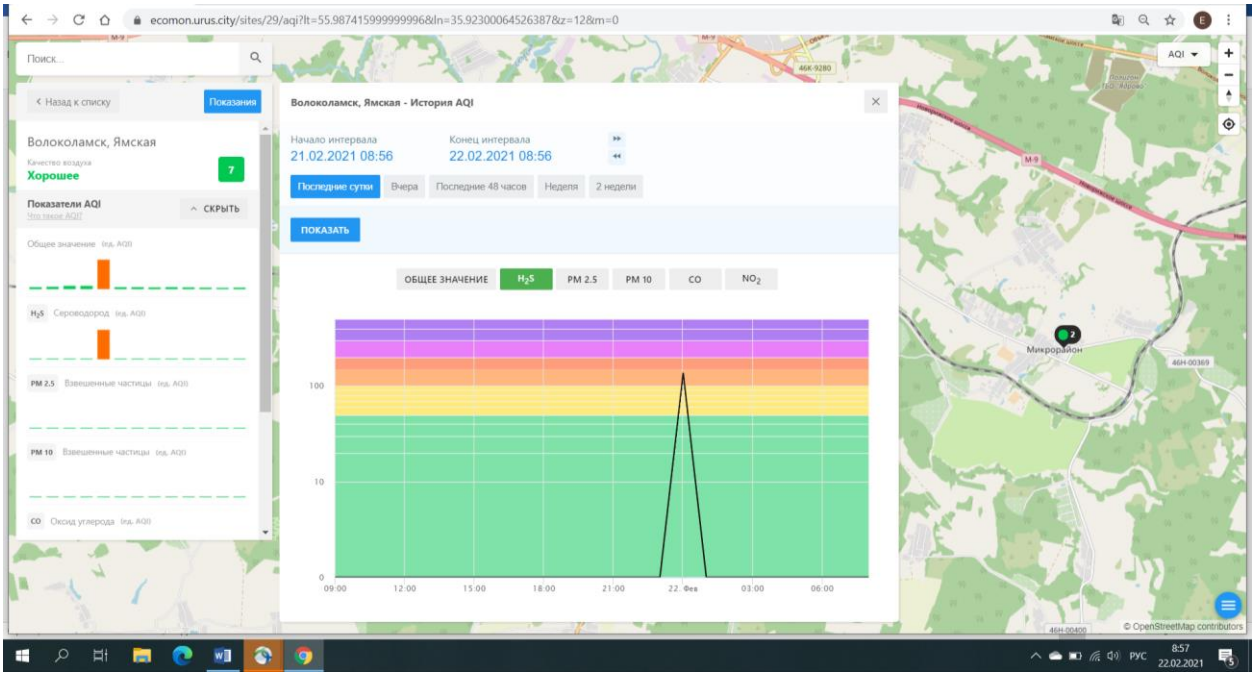 ecomon.urus.city/sites/29/aqi?lt=55.987415999999996&ln=35.92300064526387&z=12&m=0
E
М-9
М-9
46К-9280
Поиск...
AQI
+
−
Назад к списку
Показания
Волоколамск, Ямская - История AQI
×
Волоколамск, Ямская
Качество воздуха
Хорошее
7
Начало интервала
Конец интервала
21.02.2021 08:56
22.02.2021 08:56
Последние сутки
Вчера
Последние 48 часов
Неделя
2 недели
Показатели AQI
Что такое AQI?
СКРЫТЬ
ПОКАЗАТЬ
Общее значение (ед. AQI)
ОБЩЕЕ ЗНАЧЕНИЕ
H₂S
PM 2.5
PM 10
CO
NO₂
H₂S Сероводород (ед. AQI)
PM 2.5 Взвешенные частицы (ед. AQI)
PM 10 Взвешенные частицы (ед. AQI)
CO Оксид углерода (ед. AQI)
100
10
0
09:00
12:00
15:00
18:00
21:00
22. Фев
03:00
06:00
М-9
2
Микрорайон
46Н-00369
46Н-00400
© OpenStreetMap contributors
РУС
8:57
22.02.2021
5